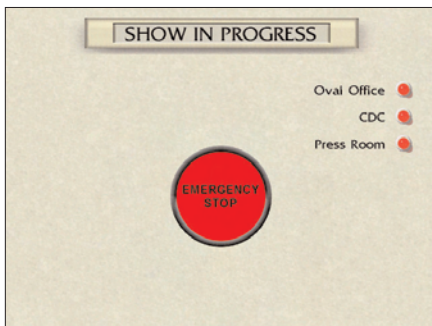 SHOW IN PROGRESS
Oval Office
CDC
Press Room
EMERGENCY
STOP